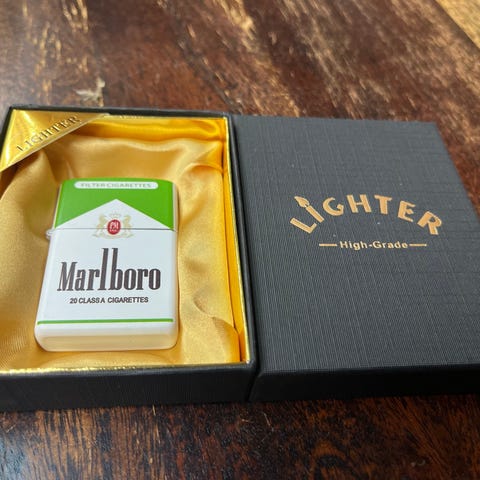 LIGHTER
FILTER CIGARETTES
PM
Marlboro
20 CLASS A CIGARETTES
LIGHTER
High-Grade